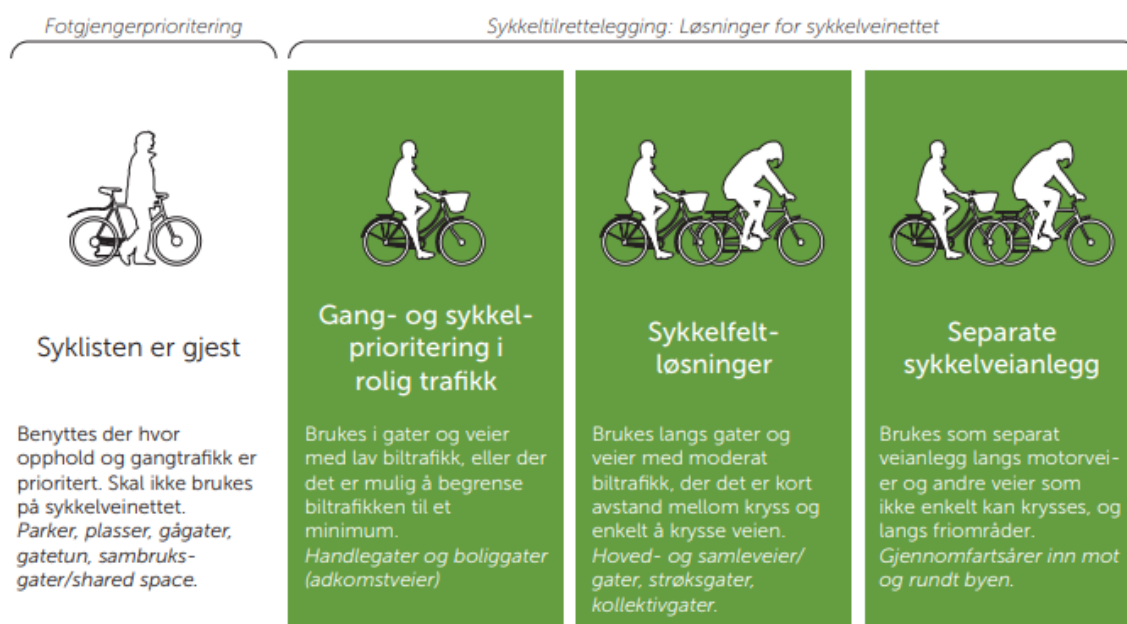 Fotgjengerprioritering
Sykkeltilrettelegging: Løsninger for sykkelveinettet
Syklisten er gjest
Benyttes der hvor
opphold og gangtrafikk er
prioritert. Skal ikke brukes
på sykkelveinettet.
Parker, plasser, gågater,
gatetun, sambruks-
gater/shared space.
Gang- og sykkel-
prioritering i
rolig trafikk
Brukes i gater og veier
med lav biltrafikk, eller der
det er mulig å begrense
biltrafikken til et
minimum.
Handlegater og boliggater
(adkomstveier)
Sykkelfelt-
løsninger
Brukes langs gater og
veier med moderat
biltrafikk, der det er kort
avstand mellom kryss og
enkelt å krysse veien.
Hoved- og samleveier/
gater, strøksgater,
kollektivgater.
Separate
sykkelveianlegg
Brukes som separat
veianlegg langs motorvei-
er og andre veier som
ikke enkelt kan krysses, og
langs friområder.
Gjennomfartsårer inn mot
og rundt byen.